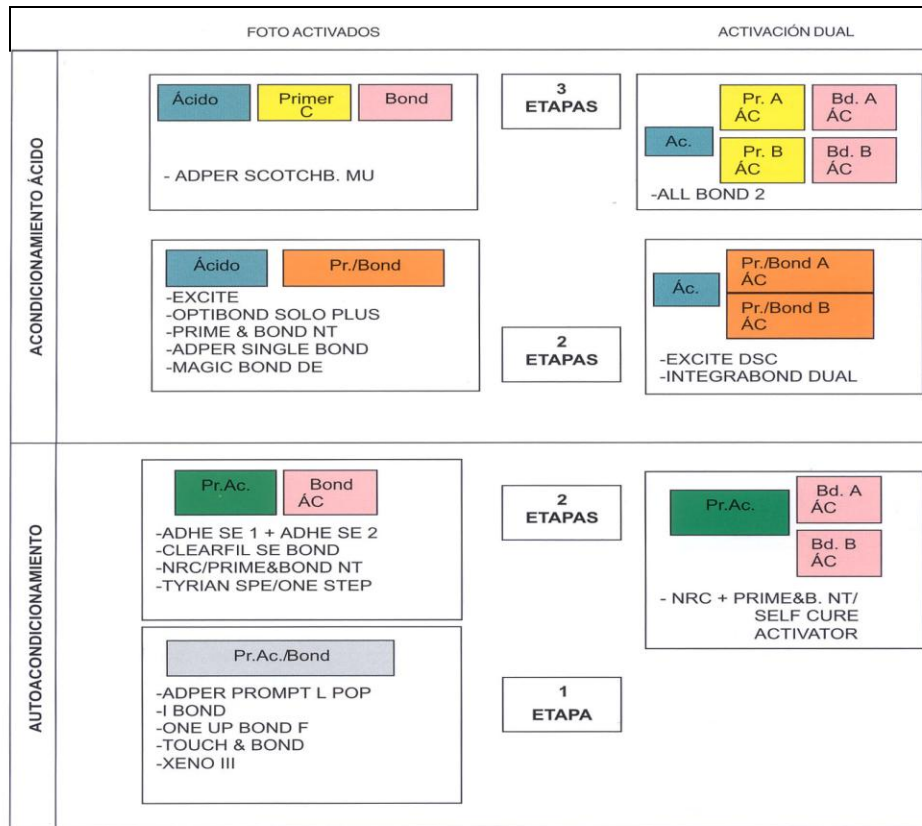 FOTO ACTIVADOS
ACTIVACIÓN DUAL
ACONDICIONAMIENTO ÁCIDO
Ácido
Primer
C
Bond
- ADPER SCOTCHB. MU
3
ETAPAS
Ac.
Pr. A
ÁC
Bd. A
ÁC
Pr. B
ÁC
Bd. B
ÁC
-ALL BOND 2
Ácido
Pr./Bond
-EXCITE
-OPTIBOND SOLO PLUS
-PRIME & BOND NT
-ADPER SINGLE BOND
-MAGIC BOND DE
2
ETAPAS
Ác.
Pr./Bond A
ÁC
Pr./Bond B
ÁC
-EXCITE DSC
-INTEGRABOND DUAL
AUTOACONDICIONAMIENTO
Pr.Ac.
Bond
ÁC
-ADHE SE 1 + ADHE SE 2
-CLEARFIL SE BOND
-NRC/PRIME&BOND NT
-TYRIAN SPE/ONE STEP
2
ETAPAS
Pr.Ac.
Bd. A
ÁC
Bd. B
ÁC
- NRC + PRIME&B. NT/
SELF CURE
ACTIVATOR
Pr.Ac./Bond
-ADPER PROMPT L POP
-I BOND
-ONE UP BOND F
-TOUCH & BOND
-XENO III
1
ETAPA